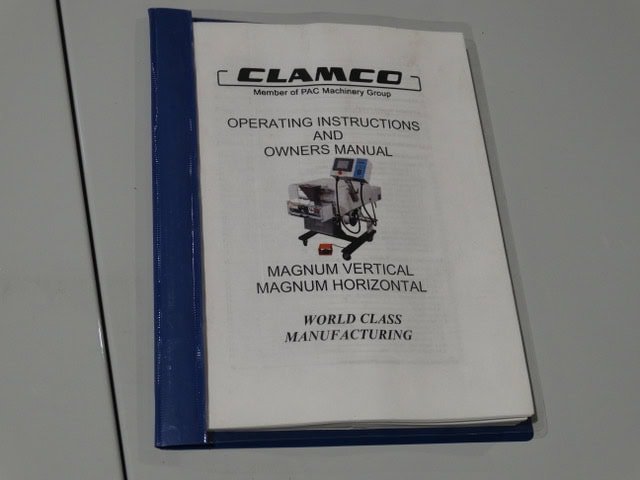 CLAMCO
Member of PAC Machinery Group
OPERATING INSTRUCTIONS
AND
OWNERS MANUAL
MAGNUM VERTICAL
MAGNUM HORIZONTAL
WORLD CLASS
MANUFACTURING